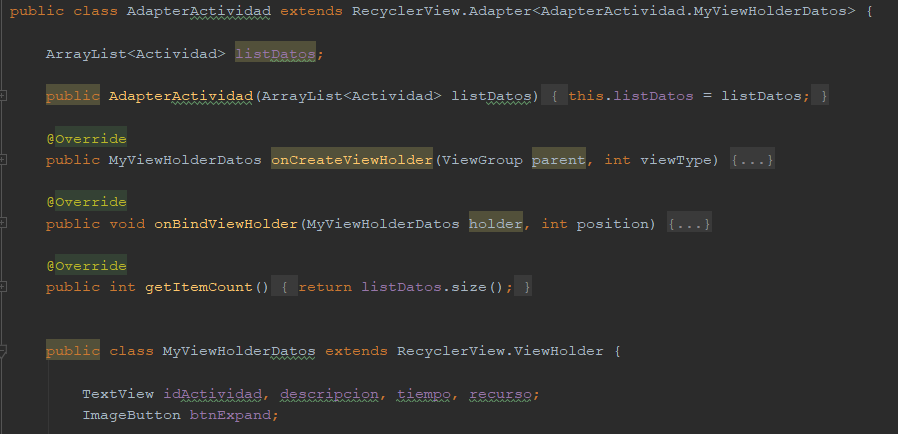 public class AdapterActividad extends RecyclerView.Adapter<AdapterActividad.MyViewHolderDatos> {
ArrayList<Actividad> listDatos;
public AdapterActividad(ArrayList<Actividad> listDatos) { this.listDatos = listDatos; }
@Override
public MyViewHolderDatos onCreateViewHolder(ViewGroup parent, int viewType) {...}
@Override
public void onBindViewHolder(MyViewHolderDatos holder, int position) {...}
@Override
public int getItemCount() { return listDatos.size(); }
public class MyViewHolderDatos extends RecyclerView.ViewHolder {
TextView idActividad, descripcion, tiempo, recurso;
ImageButton btnExpand;